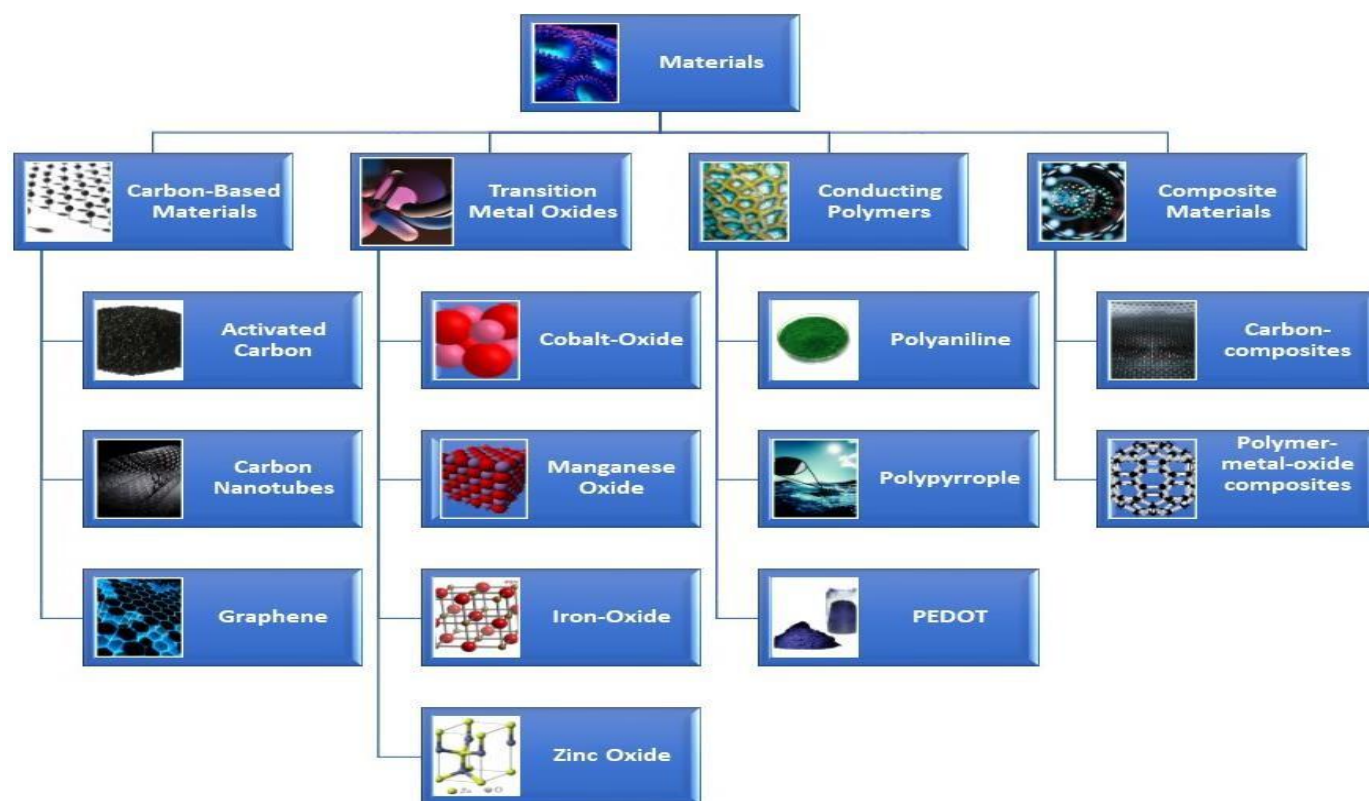 Materials
Carbon-Based
Materials
Transition
Metal Oxides
Conducting
Polymers
Composite
Materials
Activated
Carbon
Cobalt-Oxide
Polyaniline
Carbon-
composites
Carbon
Nanotubes
Manganese
Oxide
Polypyrrople
Polymer-
metal-oxide
composites
Graphene
Iron-Oxide
PEDOT
Zinc Oxide